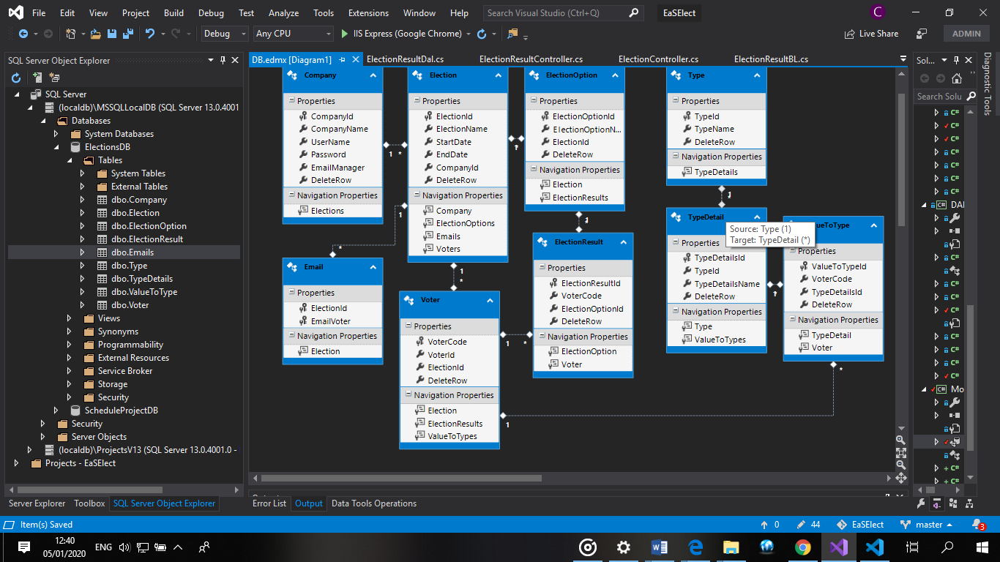 File Edit View Project Build Debug Test Analyze Tools Extensions Window Help Search Visual Studio (Ctrl+Q) EaSElect C
Debug Any CPU IIS Express (Google Chrome) Live Share ADMIN
SQL Server Object Explorer
SQL Server
(localdb)\MSSQLLocalDB (SQL Server 13.0.4001
Databases
System Databases
ElectionsDB
Tables
System Tables
External Tables
dbo.Company
dbo.Election
dbo.ElectionOption
dbo.ElectionResult
dbo.Emails
dbo.Type
dbo.TypeDetails
dbo.ValueToType
dbo.Voter
Views
Synonyms
Programmability
External Resources
Service Broker
Storage
Security
ScheduleProjectDB
Security
Server Objects
(localdb)\ProjectsV13 (SQL Server 13.0.4001.0 -
Projects - EaSElect
Server Explorer Toolbox SQL Server Object Explorer
DB.edmx [Diagram1] ElectionResultDal.cs ElectionResultController.cs ElectionController.cs ElectionResultBL.cs
Company
Properties
CompanyId
CompanyName
UserName
Password
EmailManager
DeleteRow
Navigation Properties
Elections
1 *
Election
Properties
ElectionId
ElectionName
StartDate
EndDate
CompanyId
DeleteRow
Navigation Properties
Company
ElectionOptions
Emails
Voters
1
*
1
*
ElectionOption
Properties
ElectionOptionId
ElectionOptionN...
ElectionId
DeleteRow
Navigation Properties
Election
ElectionResults
Type
Properties
TypeId
TypeName
DeleteRow
Navigation Properties
TypeDetails
Email
Properties
ElectionId
EmailVoter
Navigation Properties
Election
Voter
Properties
VoterCode
VoterId
ElectionId
DeleteRow
Navigation Properties
Election
ElectionResults
ValueToTypes
1 *
ElectionResult
Properties
ElectionResultId
VoterCode
ElectionOptionId
DeleteRow
Navigation Properties
ElectionOption
Voter
TypeDetail
Source: Type (1)
Target: TypeDetail (*)
Properties
TypeDetailsId
TypeId
TypeDetailsName
DeleteRow
Navigation Properties
Type
ValueToTypes
ueToType
Properties
ValueToTypeId
VoterCode
TypeDetailsId
DeleteRow
Navigation Properties
TypeDetail
Voter
*
1
Error List Output Data Tools Operations
Sol...
Search Solu
C#
C#
C#
C#
C#
C#
C#
C# DAL
C#
C#
C#
C#
C#
C#
C#
C# Mo
C#
C#
Diagnostic Tools
Item(s) Saved 0 44 EaSElect master 3
12:40
05/01/2020
ENG